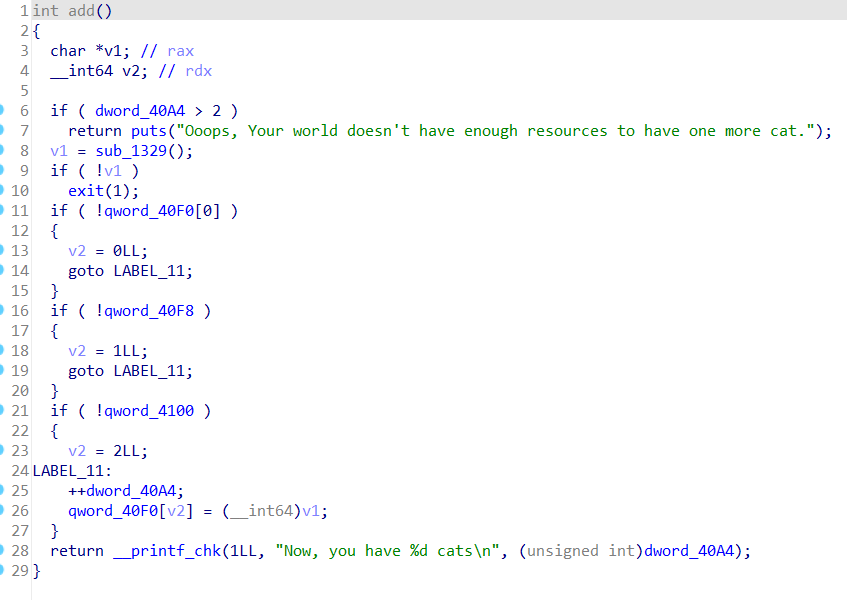 1 int add()
2 {
3   char *v1; // rax
4   __int64 v2; // rdx
5
6   if ( dword_40A4 > 2 )
7     return puts("Ooops, Your world doesn't have enough resources to have one more cat.");
8   v1 = sub_1329();
9   if ( !v1 )
10     exit(1);
11   if ( !qword_40F0[0] )
12   {
13     v2 = 0LL;
14     goto LABEL_11;
15   }
16   if ( !qword_40F8 )
17   {
18     v2 = 1LL;
19     goto LABEL_11;
20   }
21   if ( !qword_4100 )
22   {
23     v2 = 2LL;
24 LABEL_11:
25     ++dword_40A4;
26     qword_40F0[v2] = (__int64)v1;
27   }
28   return __printf_chk(1LL, "Now, you have %d cats\n", (unsigned int)dword_40A4);
29 }